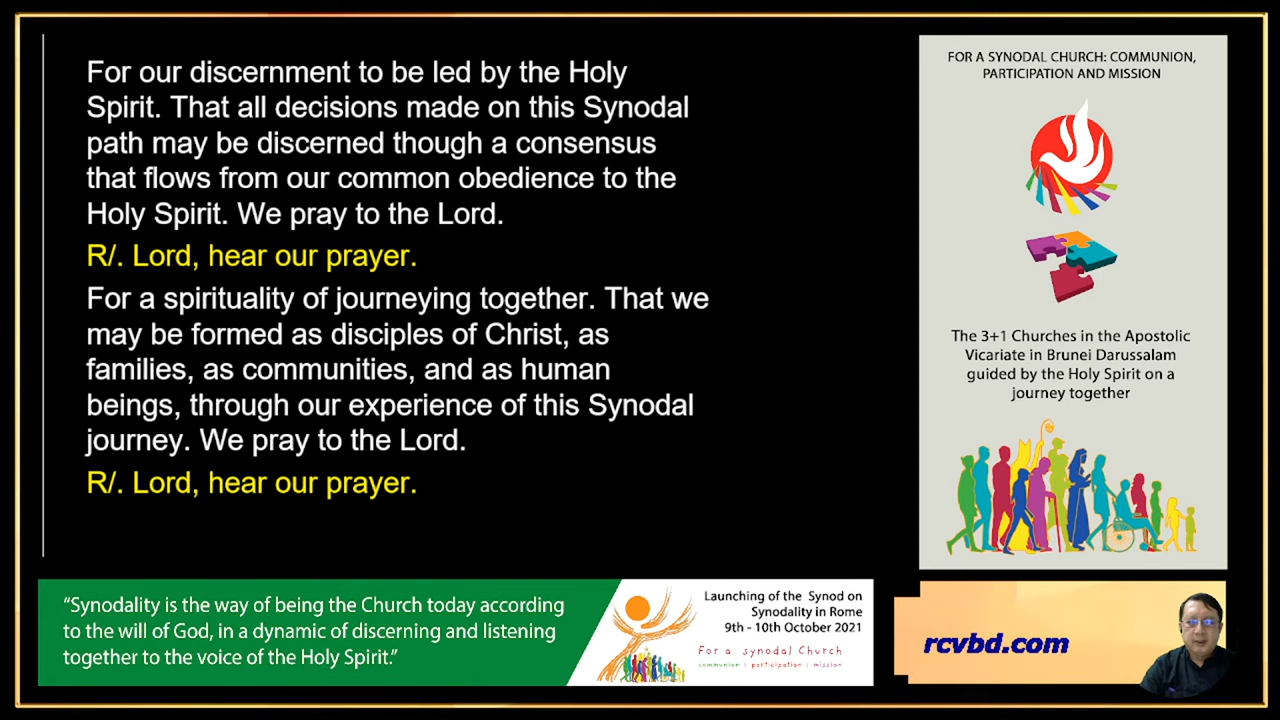 For our discernment to be led by the Holy
Spirit. That all decisions made on this Synodal
path may be discerned though a consensus
that flows from our common obedience to the
Holy Spirit. We pray to the Lord.
R/. Lord, hear our prayer.
For a spirituality of journeying together. That we
may be formed as disciples of Christ, as
families, as communities, and as human
beings, through our experience of this Synodal
journey. We pray to the Lord.
R/. Lord, hear our prayer.
FOR A SYNODAL CHURCH: COMMUNION,
PARTICIPATION AND MISSION
The 3+1 Churches in the Apostolic
Vicariate in Brunei Darussalam
guided by the Holy Spirit on a
journey together
“Synodality is the way of being the Church today according
to the will of God, in a dynamic of discerning and listening
together to the voice of the Holy Spirit.”
Launching of the Synod on
Synodality in Rome
9th - 10th October 2021
For a synodal Church
communion | participation | mission
rcvbd.com